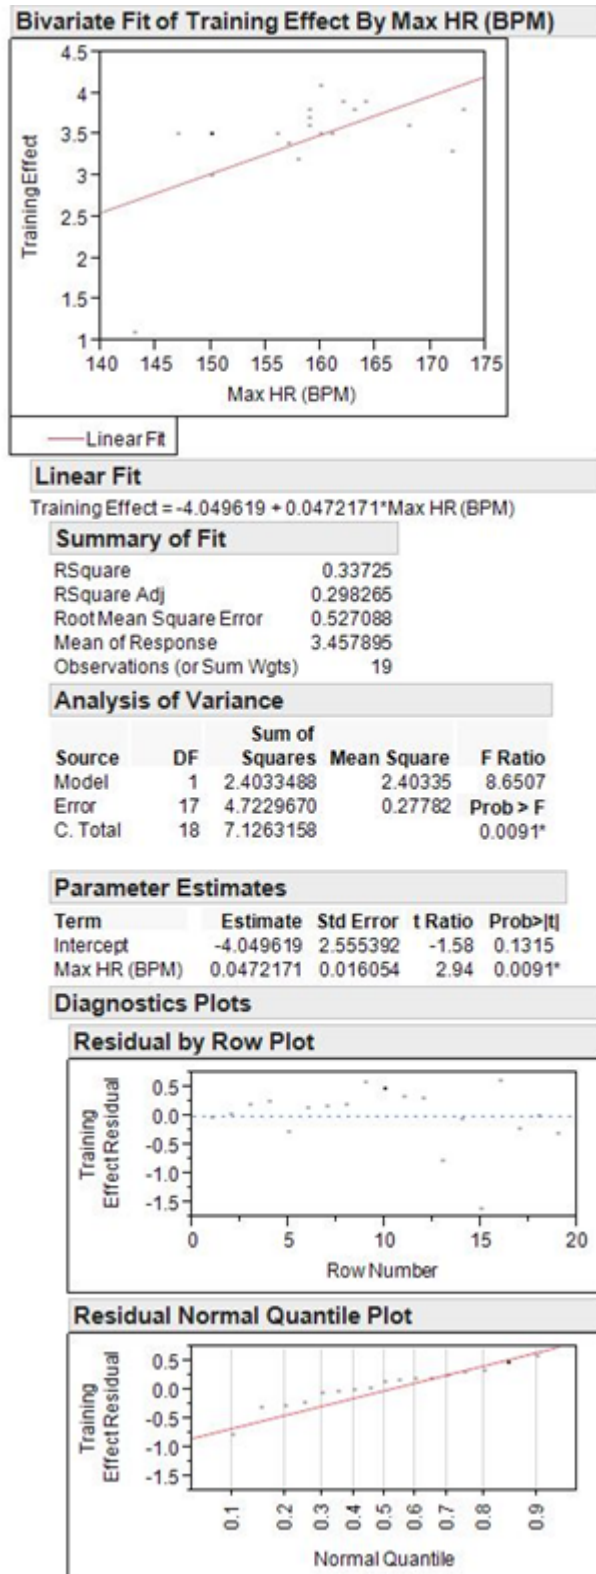 Bivariate Fit of Training Effect By Max HR (BPM)
4.5
4
3.5
3
2.5
2
1.5
1
Training Effect
140 145 150 155 160 165 170 175
Max HR (BPM)
Linear Fit
Linear Fit
Training Effect = -4.049619 + 0.0472171*Max HR (BPM)
Summary of Fit
RSquare 0.33725
RSquare Adj 0.298265
Root Mean Square Error 0.527088
Mean of Response 3.457895
Observations (or Sum Wgts) 19
Analysis of Variance
Sum of
Source DF Squares Mean Square F Ratio
Model 1 2.4033488 2.40335 8.6507
Error 17 4.7229670 0.27782 Prob > F
C. Total 18 7.1263158 0.0091*
Parameter Estimates
Term Estimate Std Error t Ratio Prob>|t|
Intercept -4.049619 2.555392 -1.58 0.1315
Max HR (BPM) 0.0472171 0.016054 2.94 0.0091*
Diagnostics Plots
Residual by Row Plot
Training
Effect Residual
0.5
0.0
-0.5
-1.0
-1.5
0 5 10 15 20
Row Number
Residual Normal Quantile Plot
Training
Effect Residual
0.5
0.0
-0.5
-1.0
-1.5
0.1 0.2 0.3 0.4 0.5 0.6 0.7 0.8 0.9
Normal Quantile